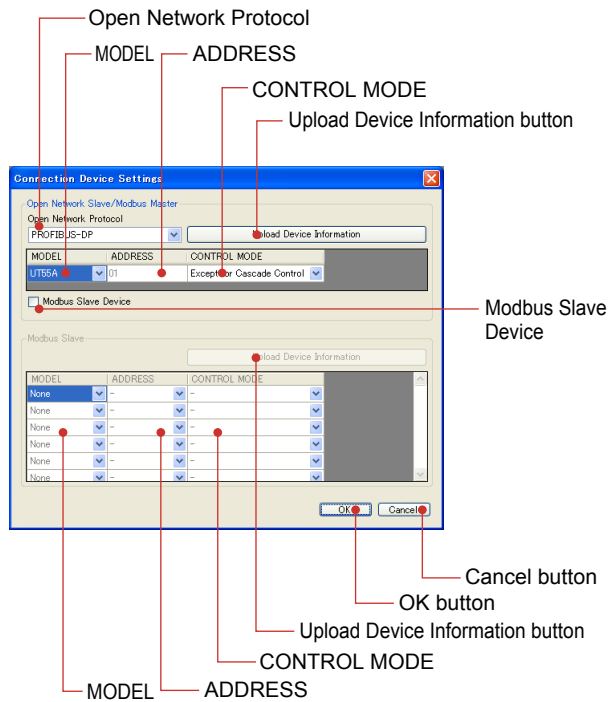 Open Network Protocol
MODEL
ADDRESS
CONTROL MODE
Upload Device Information button
Connection Device Settings
Open Network Slave/Modbus Master
Open Network Protocol
PROFIBUS-DP
Upload Device Information
MODEL ADDRESS CONTROL MODE
UT55A 01 Except for Cascade Control
Modbus Slave Device
Modbus Slave
Device
Modbus Slave
Upload Device Information
MODEL ADDRESS CONTROL MODE
None - -
None - -
None - -
None - -
None - -
None - -
OK Cancel
Cancel button
OK button
Upload Device Information button
CONTROL MODE
MODEL
ADDRESS